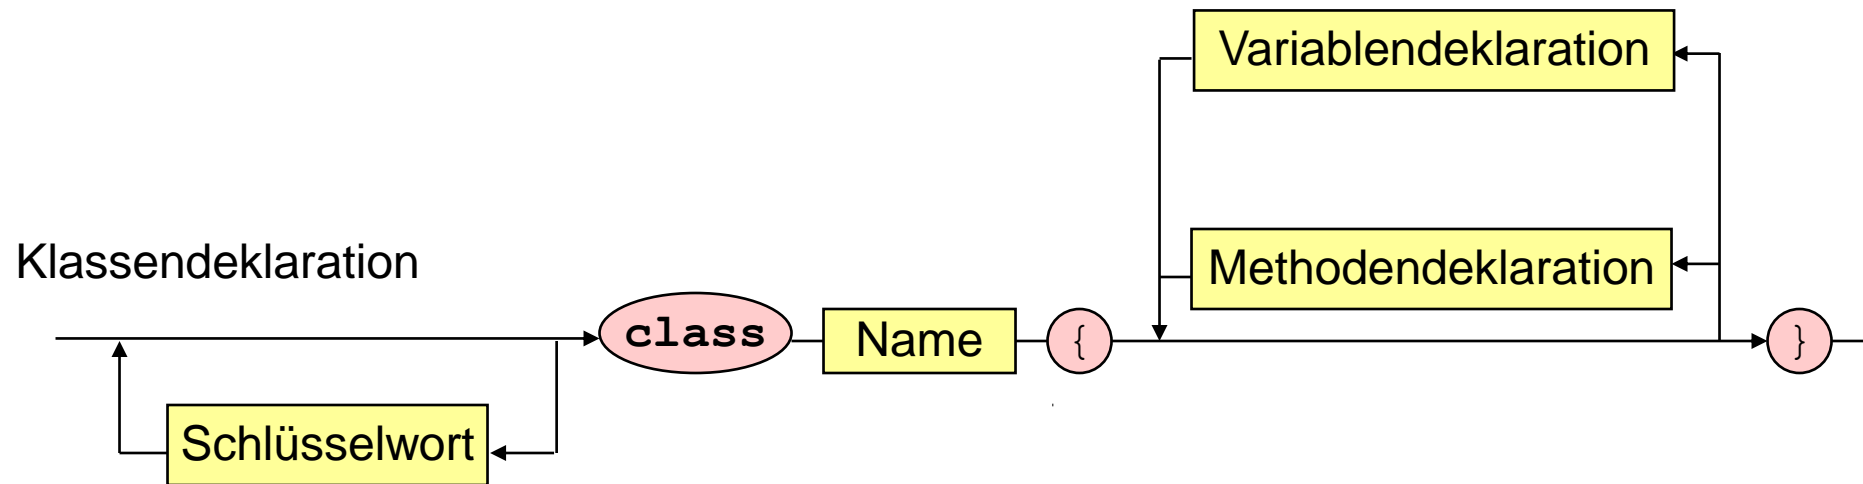 Variablendeklaration
Methodendeklaration
Klassendeklaration
class Name { }
Schlüsselwort